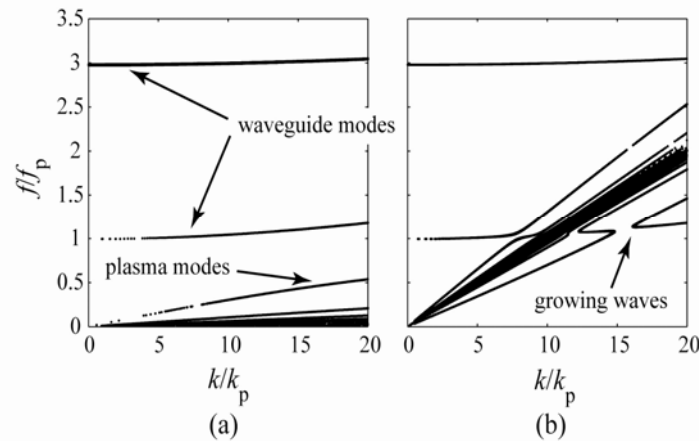 3.5
3
2.5
2
1.5
1
0.5
0
f/fp
waveguide modes
plasma modes
0 5 10 15 20
k/kp
(a)
growing waves
0 5 10 15 20
k/kp
(b)